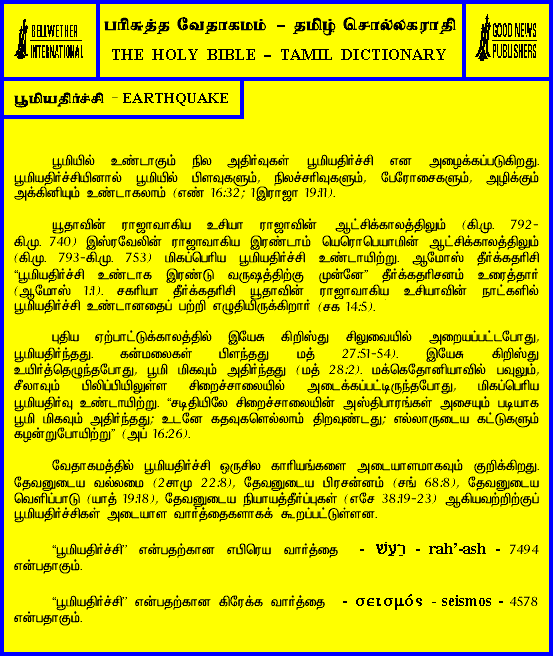 BELLWETHER
INTERNATIONAL
பரிசுத்த வேதாகமம் – தமிழ் சொல்லகராதி
THE HOLY BIBLE – TAMIL DICTIONARY
GOOD NEWS
PUBLISHERS
பூமியதிர்ச்சி – EARTHQUAKE
பூமியில் உண்டாகும் நில அதிர்வுகள் பூமியதிர்ச்சி என அழைக்கப்படுகிறது.
பூமியதிர்ச்சியினால் பூமியில் பிளவுகளும், நிலச்சரிவுகளும், பேரோசைகளும், அழிக்கும்
அக்கினியும் உண்டாகலாம் (எண் 16:32; 1இராஜா 19:11).
யூதாவின் ராஜாவாகிய உசியா ராஜாவின் ஆட்சிக்காலத்திலும் (கி.மு. 792-
கி.மு. 740) இஸ்ரவேலின் ராஜாவாகிய இரண்டாம் யெரொபெயாமின் ஆட்சிக்காலத்திலும்
(கி.மு. 793-கி.மு. 753) மிகப்பெரிய பூமியதிர்ச்சி உண்டாயிற்று. ஆமோஸ் தீர்க்கதரிசி
“பூமியதிர்ச்சி உண்டாக இரண்டு வருஷத்திற்கு முன்னே” தீர்க்கதரிசனம் உரைத்தார்
(ஆமோஸ் 1:1). சகரியா தீர்க்கதரிசி யூதாவின் ராஜாவாகிய உசியாவின் நாட்களில்
பூமியதிர்ச்சி உண்டானதைப் பற்றி எழுதியிருக்கிறார் (சக 14:5).
புதிய ஏற்பாட்டுக்காலத்தில் இயேசு கிறிஸ்து சிலுவையில் அறையப்பட்டபோது,
பூமியதிர்ந்தது. கன்மலைகள் பிளந்தது மத் 27:51-54). இயேசு கிறிஸ்து
உயிர்த்தெழுந்தபோது, பூமி மிகவும் அதிர்ந்தது (மத் 28:2). மக்கெதோனியாவில் பவுலும்,
சீலாவும் பிலிப்பியிலுள்ள சிறைச்சாலையில் அடைக்கப்பட்டிருந்தபோது, மிகப்பெரிய
பூமியதிர்வு உண்டாயிற்று. “சடிதியிலே சிறைச்சாலையின் அஸ்திபாரங்கள் அசையும் படியாக
பூமி மிகவும் அதிர்ந்தது; உடனே கதவுகளெல்லாம் திறவுண்டது; எல்லாருடைய கட்டுகளும்
கழன்றுபோயிற்று” (அப் 16:26).
வேதாகமத்தில் பூமியதிர்ச்சி ஒருசில காரியங்களை அடையாளமாகவும் குறிக்கிறது.
தேவனுடைய வல்லமை (2சாமு 22:8), தேவனுடைய பிரசன்னம் (சங் 68:8), தேவனுடைய
வெளிப்பாடு (யாத் 19:18), தேவனுடைய நியாயத்தீர்ப்புகள் (எசே 38:19-23) ஆகியவற்றிற்குப்
பூமியதிர்ச்சிகள் அடையாள வார்த்தைகளாகக் கூறப்பட்டுள்ளன.
“பூமியதிர்ச்சி” என்பதற்கான எபிரெய வார்த்தை - רַעַשׁ - rah’-ash - 7494
என்பதாகும்.
“பூமியதிர்ச்சி” என்பதற்கான கிரேக்க வார்த்தை - σεισμός - seismos - 4578
என்பதாகும்.